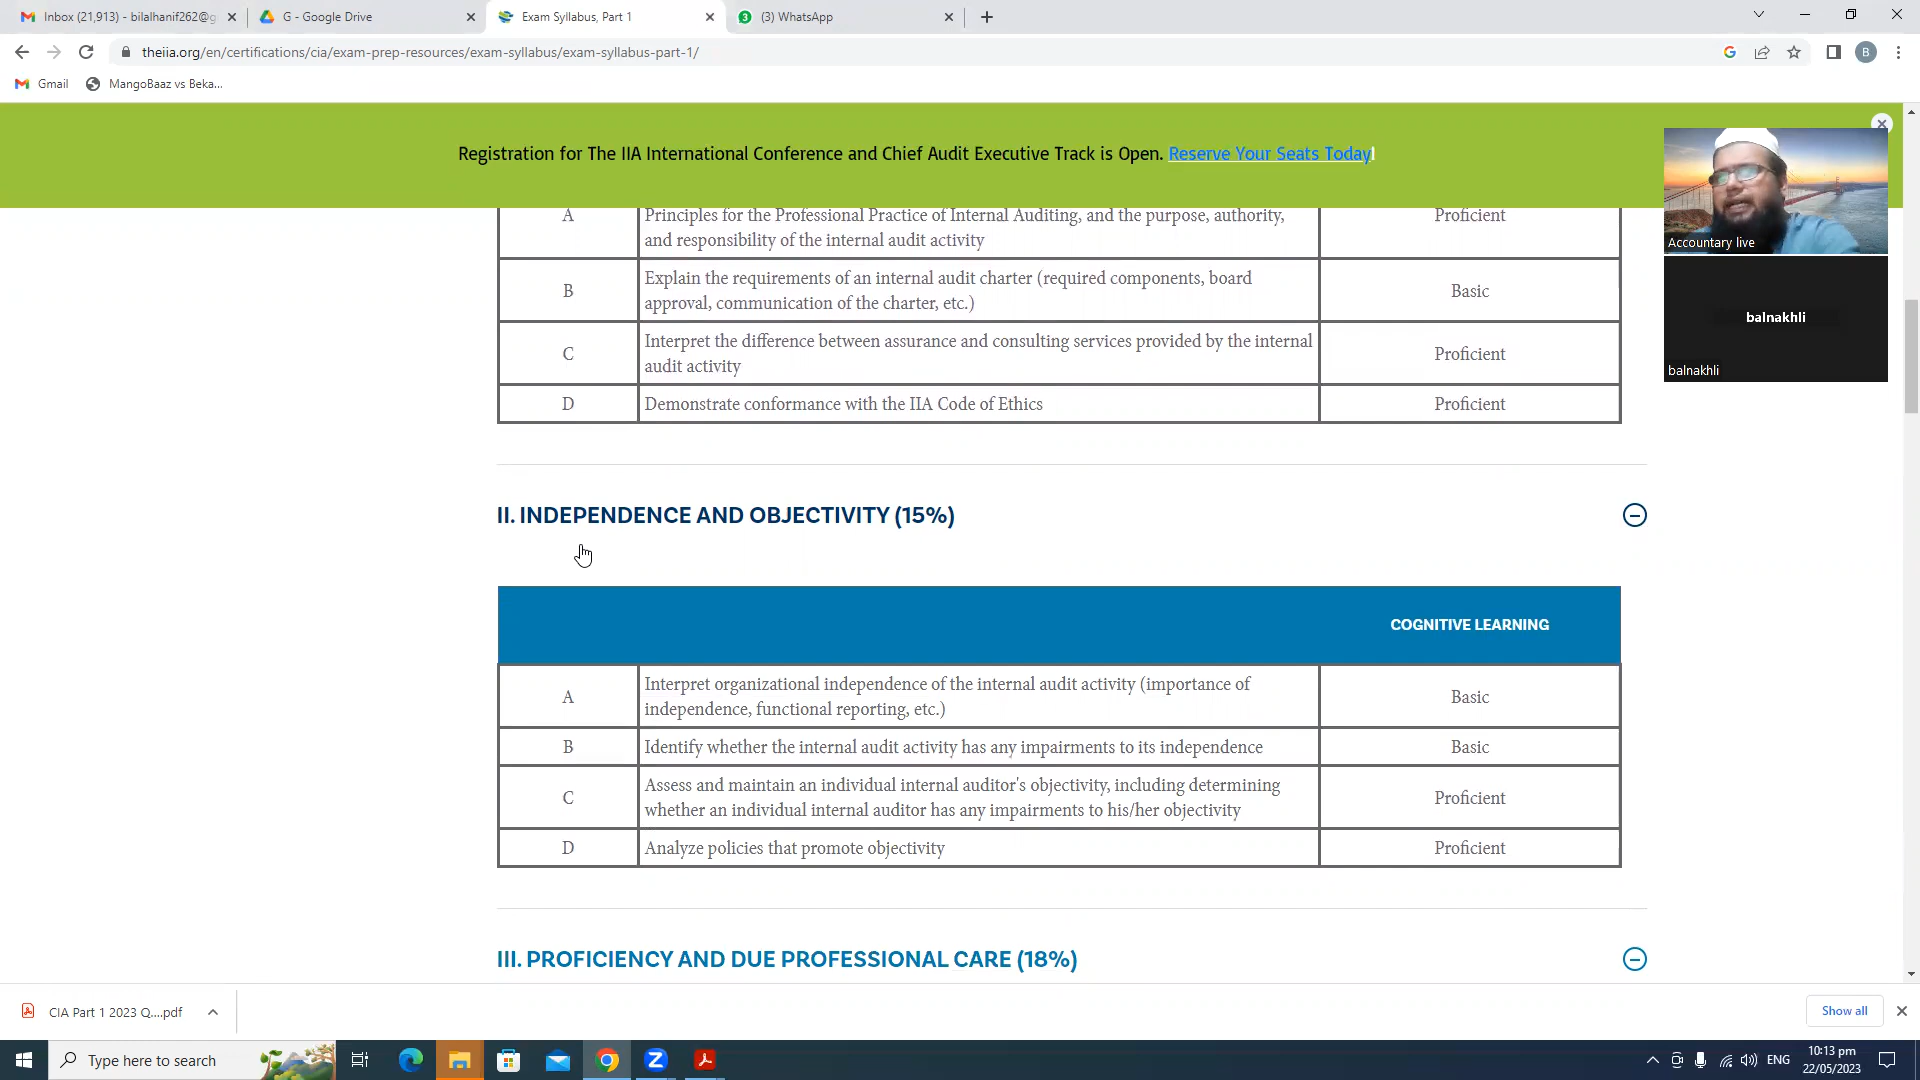 Inbox (21,913) - bilalhanif262@g
G - Google Drive
Exam Syllabus, Part 1
(3) WhatsApp
theiia.org/en/certifications/cia/exam-prep-resources/exam-syllabus/exam-syllabus-part-1/
B
Gmail
MangoBaaz vs Beka...
Registration for The IIA International Conference and Chief Audit Executive Track is Open. Reserve Your Seats Today!
A
Principles for the Professional Practice of Internal Auditing, and the purpose, authority,
and responsibility of the internal audit activity
Proficient
B
Explain the requirements of an internal audit charter (required components, board
approval, communication of the charter, etc.)
Basic
C
Interpret the difference between assurance and consulting services provided by the internal
audit activity
Proficient
D
Demonstrate conformance with the IIA Code of Ethics
Proficient
Accountary live
balnakhli
balnakhli
II. INDEPENDENCE AND OBJECTIVITY (15%)
COGNITIVE LEARNING
A
Interpret organizational independence of the internal audit activity (importance of
independence, functional reporting, etc.)
Basic
B
Identify whether the internal audit activity has any impairments to its independence
Basic
C
Assess and maintain an individual internal auditor's objectivity, including determining
whether an individual internal auditor has any impairments to his/her objectivity
Proficient
D
Analyze policies that promote objectivity
Proficient
III. PROFICIENCY AND DUE PROFESSIONAL CARE (18%)
CIA Part 1 2023 Q....pdf
Show all
Type here to search
ENG
10:13 pm
22/05/2023